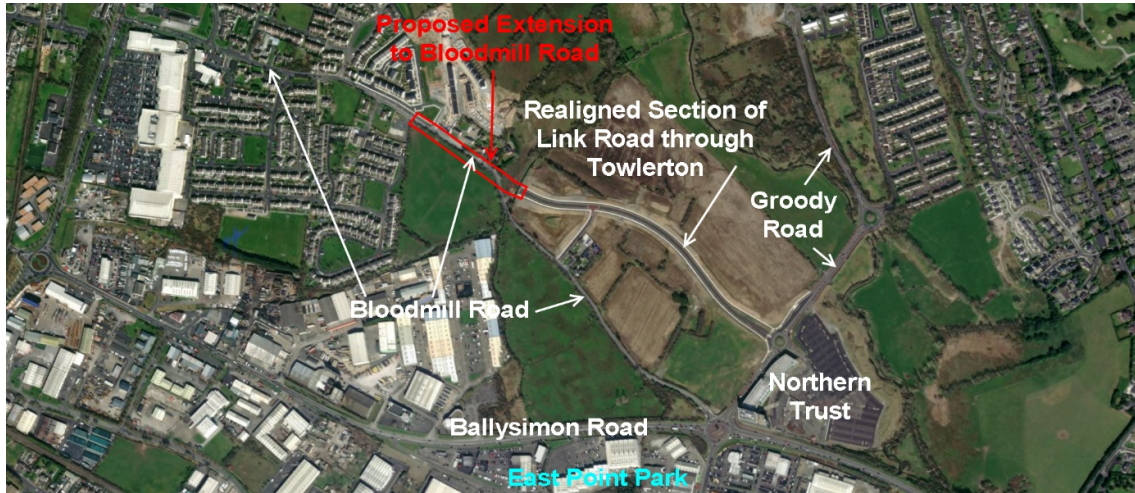 Proposed Extension
to Bloodmill Road
Realigned Section of
Link Road through
Towlerton
Groody
Road
Bloodmill Road
Northern
Trust
Ballysimon Road
East Point Park